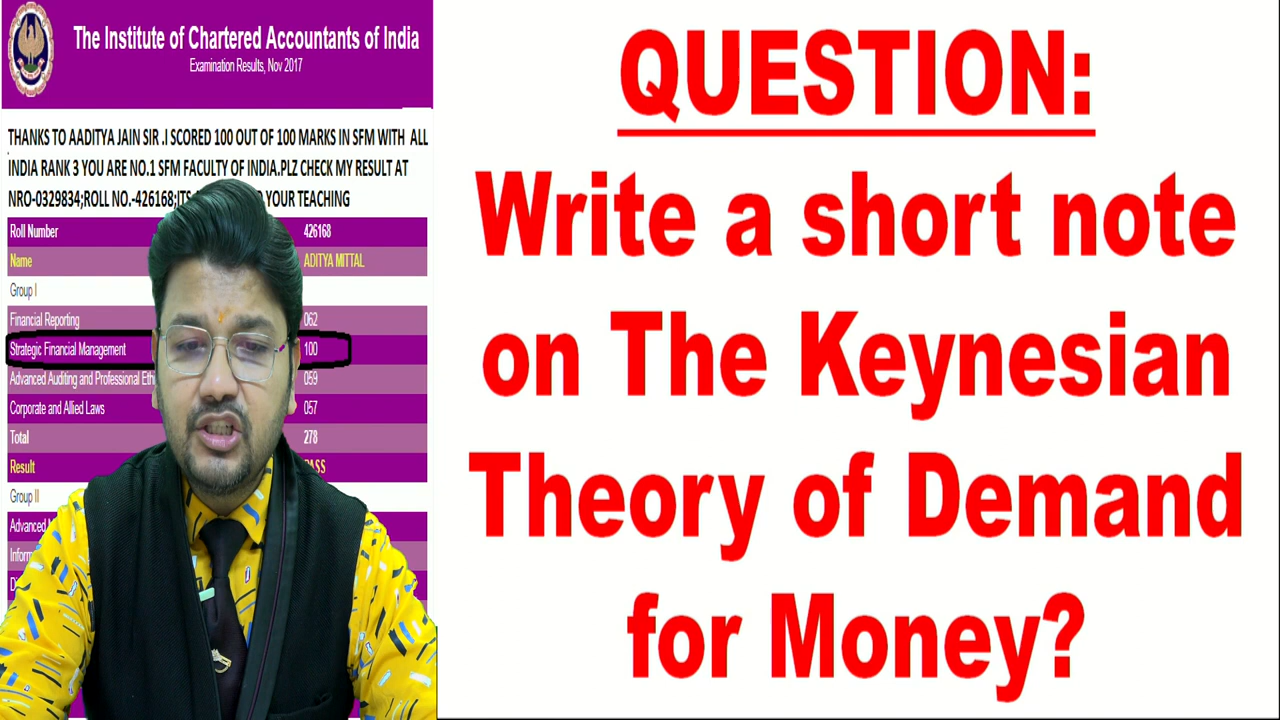 The Institute of Chartered Accountants of India
Examination Results, Nov 2017
THANKS TO AADITYA JAIN SIR .I SCORED 100 OUT OF 100 MARKS IN SFM WITH ALL
INDIA RANK 3 YOU ARE NO.1 SFM FACULTY OF INDIA.PLZ CHECK MY RESULT AT
NRO-0329834;ROLL NO.-426168;ITS YOUR TEACHING
Roll Number 426168
Name ADITYA MITTAL
Group I
Financial Reporting 062
Strategic Financial Management 100
Advanced Auditing and Professional 059
Corporate and Allied Laws 057
Total 278
Result PASS
Group II
Advanced
QUESTION:
Write a short note
on The Keynesian
Theory of Demand
for Money?